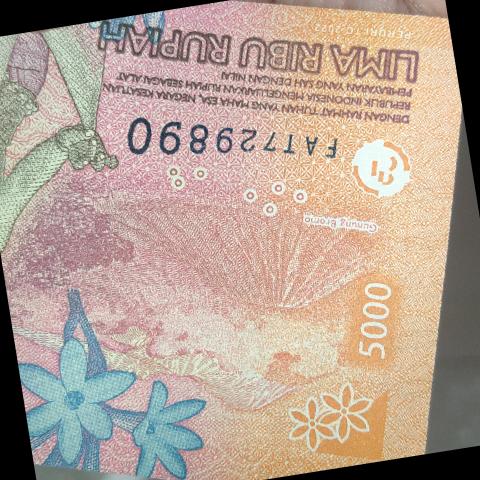 PERURI TC 2022
LIMA RIBU RUPIAH
DENGAN RAHMAT TUHAN YANG MAHA ESA, NEGARA KESATUAN
REPUBLIK INDONESIA MENGELUARKAN RUPIAH SEBAGAI ALAT
PEMBAYARAN YANG SAH DENGAN NILAI
FAT729890
Gunung Bromo
5000